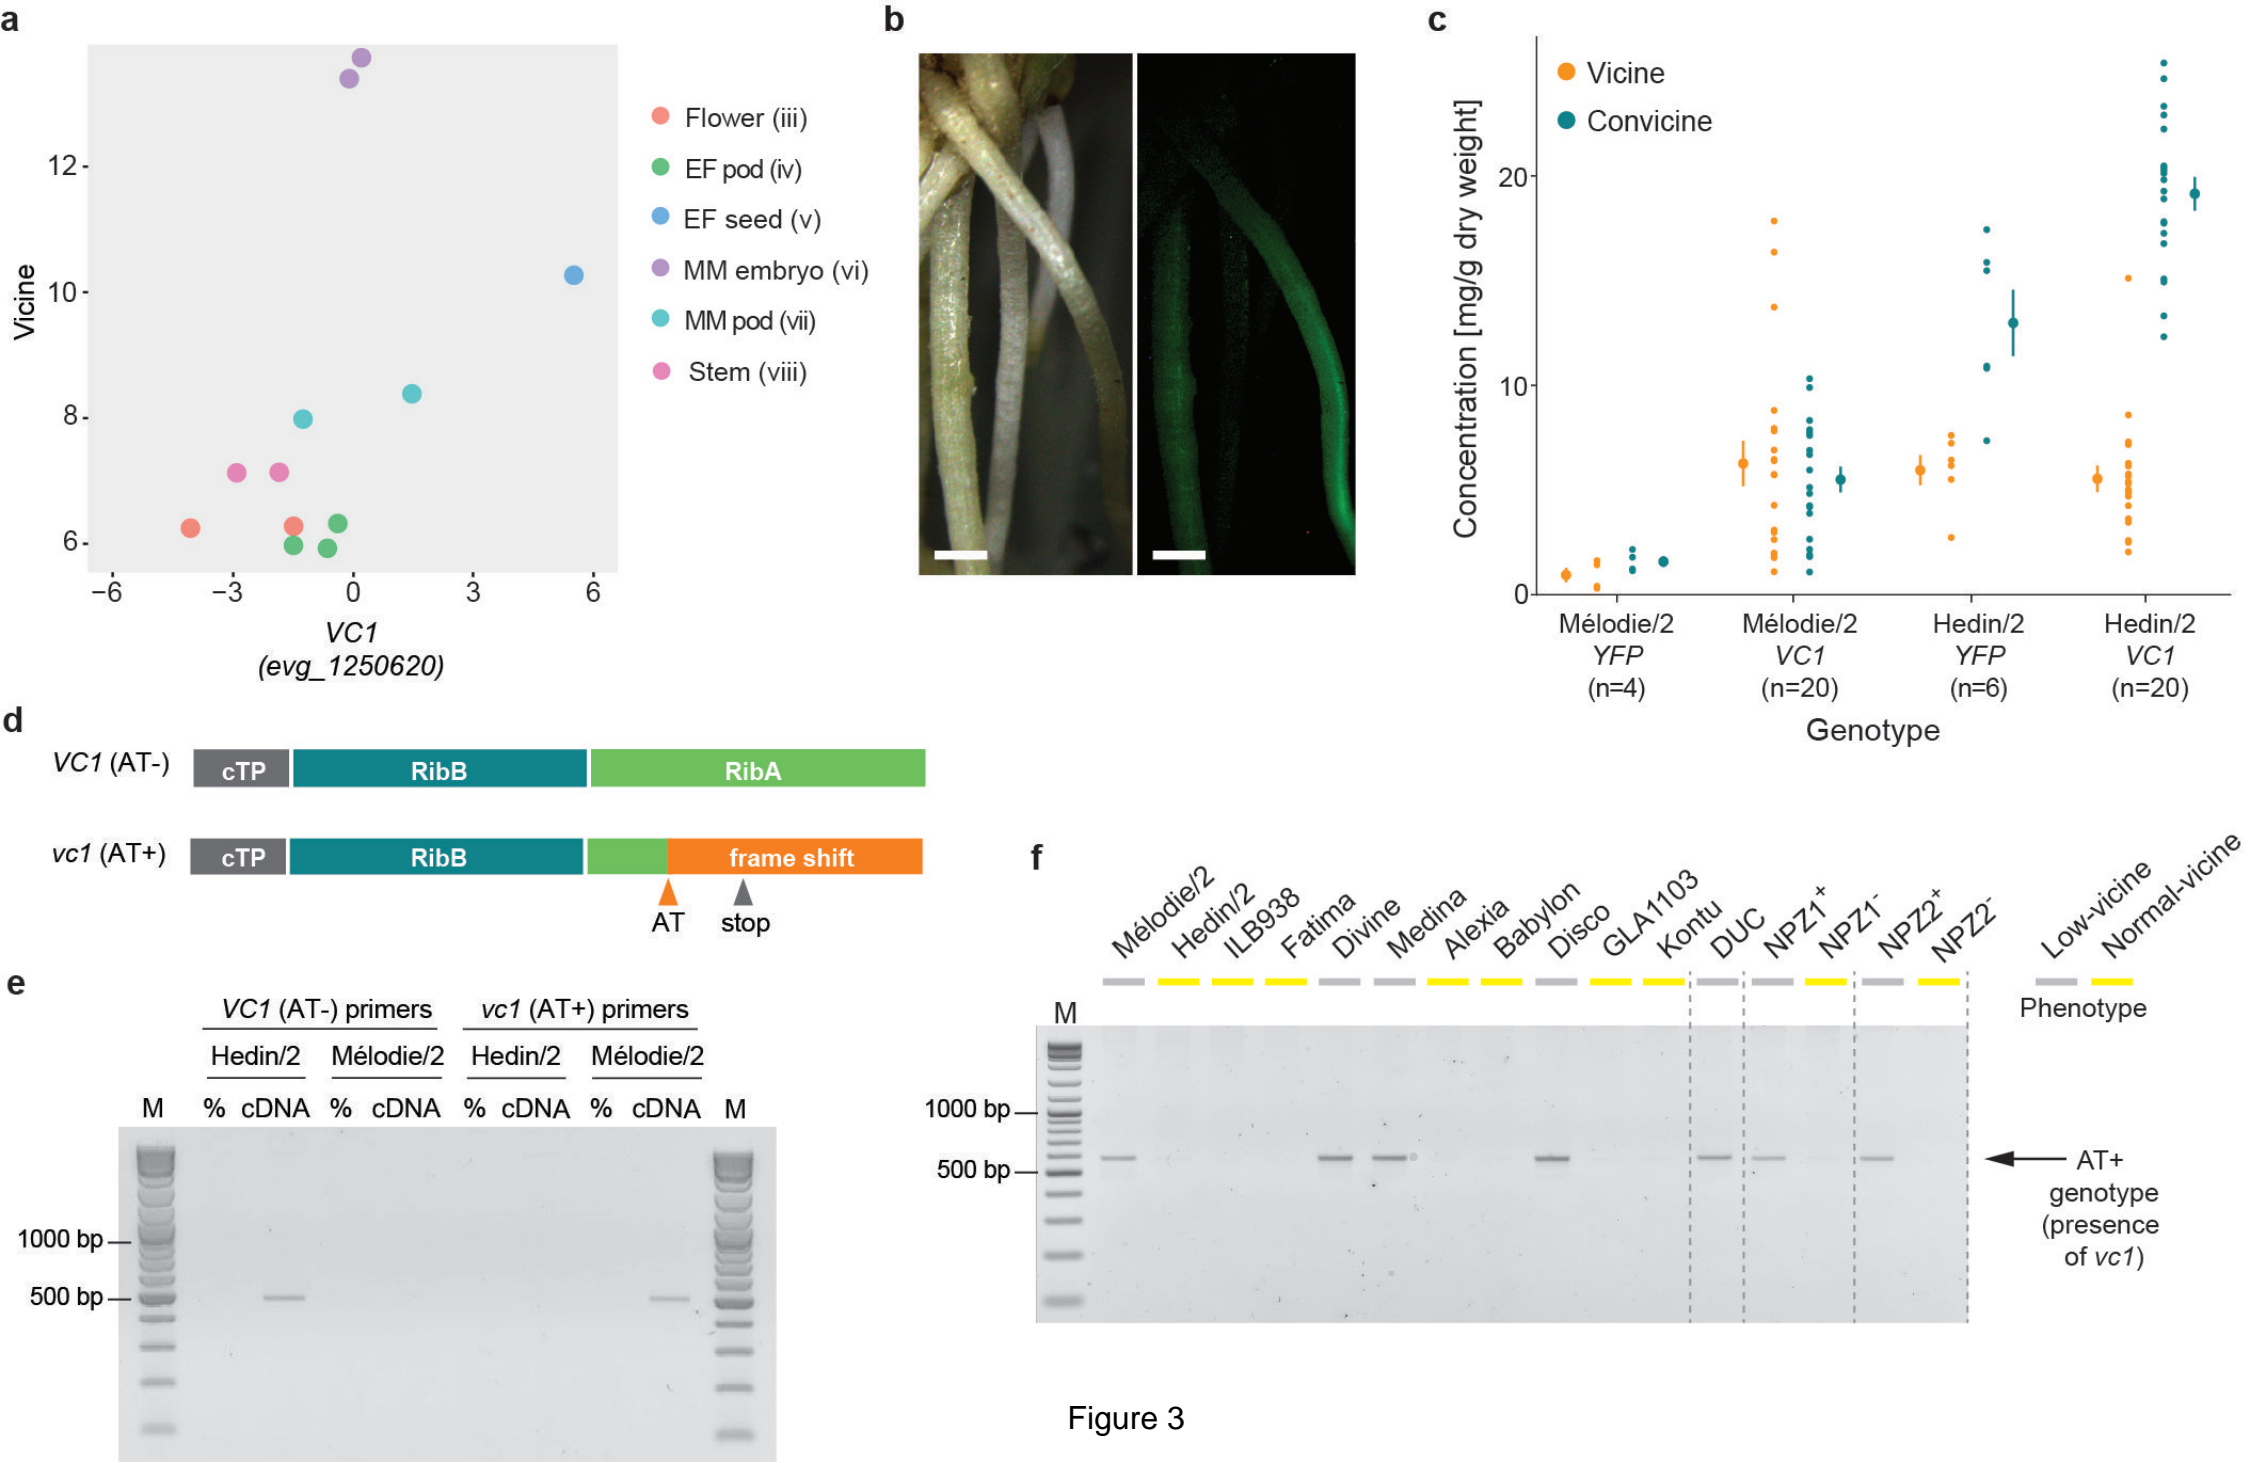 a
12
10
8
6
Vicine
−6
−3
0
3
6
VC1
(evg_1250620)
Flower (iii)
EF pod (iv)
EF seed (v)
MM embryo (vi)
MM pod (vii)
Stem (viii)
b
c
Vicine
Convicine
Concentration [mg/g dry weight]
20
10
0
Mélodie/2
YFP
(n=4)
Mélodie/2
VC1
(n=20)
Hedin/2
YFP
(n=6)
Hedin/2
VC1
(n=20)
Genotype
d
VC1 (AT-)
cTP
RibB
RibA
vc1 (AT+)
cTP
RibB
frame shift
AT
stop
e
VC1 (AT-) primers
vc1 (AT+) primers
Hedin/2
Mélodie/2
Hedin/2
Mélodie/2
M
%
cDNA
%
cDNA
%
cDNA
%
cDNA
M
1000 bp
500 bp
f
Mélodie/2
Hedin/2
ILB938
Fatima
Divine
Medina
Alexia
Babylon
Disco
GLA1103
Kontu
DUC
NPZ1+
NPZ1-
NPZ2+
NPZ2-
Low-vicine
Normal-vicine
Phenotype
M
1000 bp
500 bp
AT+
genotype
(presence
of vc1)
Figure 3